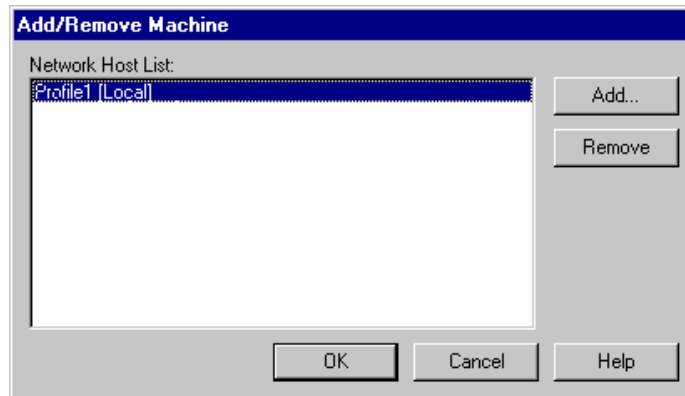 Add/Remove Machine
Network Host List:
Profile1 [Local]
Add...
Remove
OK
Cancel
Help